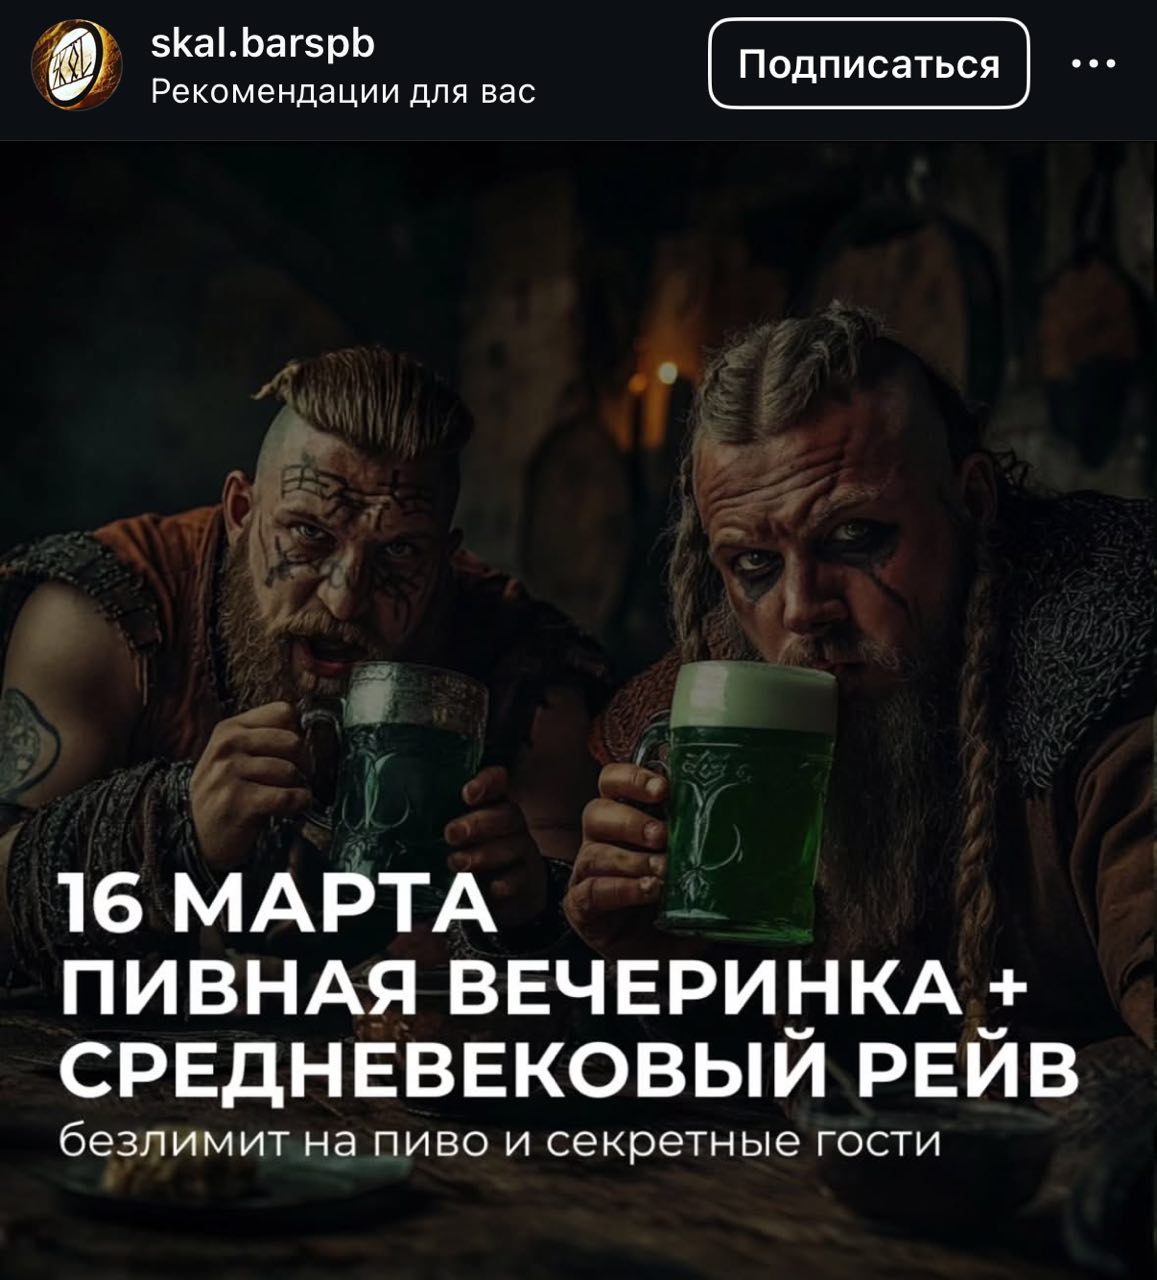 skal.barspb
Подписаться
Рекомендации для вас
16 МАРТА
ПИВНАЯ ВЕЧЕРИНКА +
СРЕДНЕВЕКОВЫЙ РЕЙВ
безлимит на пиво и секретные гости